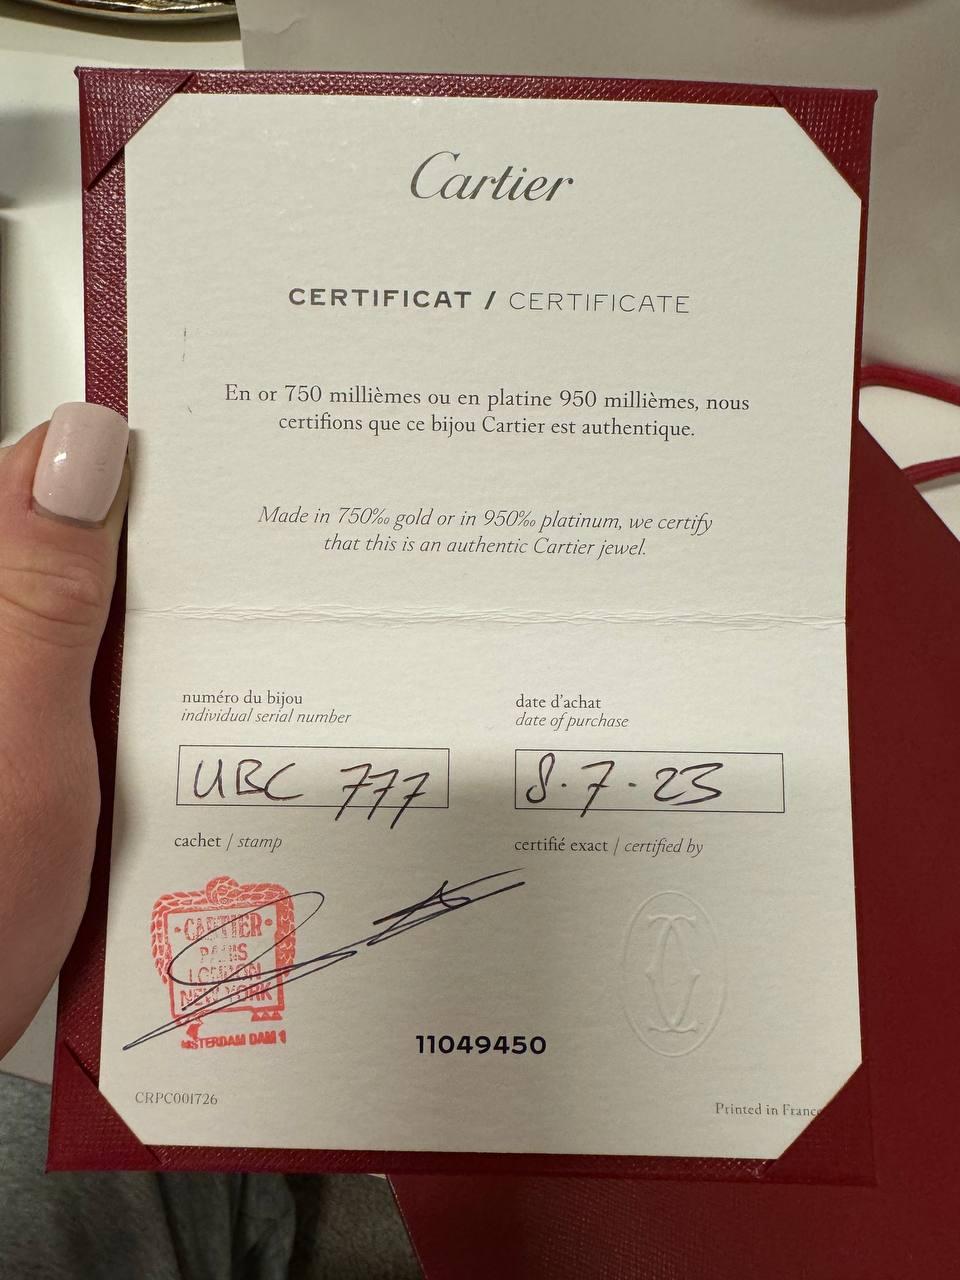 Cartier
CERTIFICAT / CERTIFICATE
En or 750 millièmes ou en platine 950 millièmes, nous
certifions que ce bijou Cartier est authentique.
Made in 750‰ gold or in 950‰ platinum, we certify
that this is an authentic Cartier jewel.
numéro du bijou
individual serial number
date d'achat
date of purchase
UBC 777
8.7.23
cachet / stamp
certifié exact / certified by
CARTIER
PARIS
LONDON
NEW YORK
AMSTERDAM DAM 1
11049450
CRPC001726
Printed in France